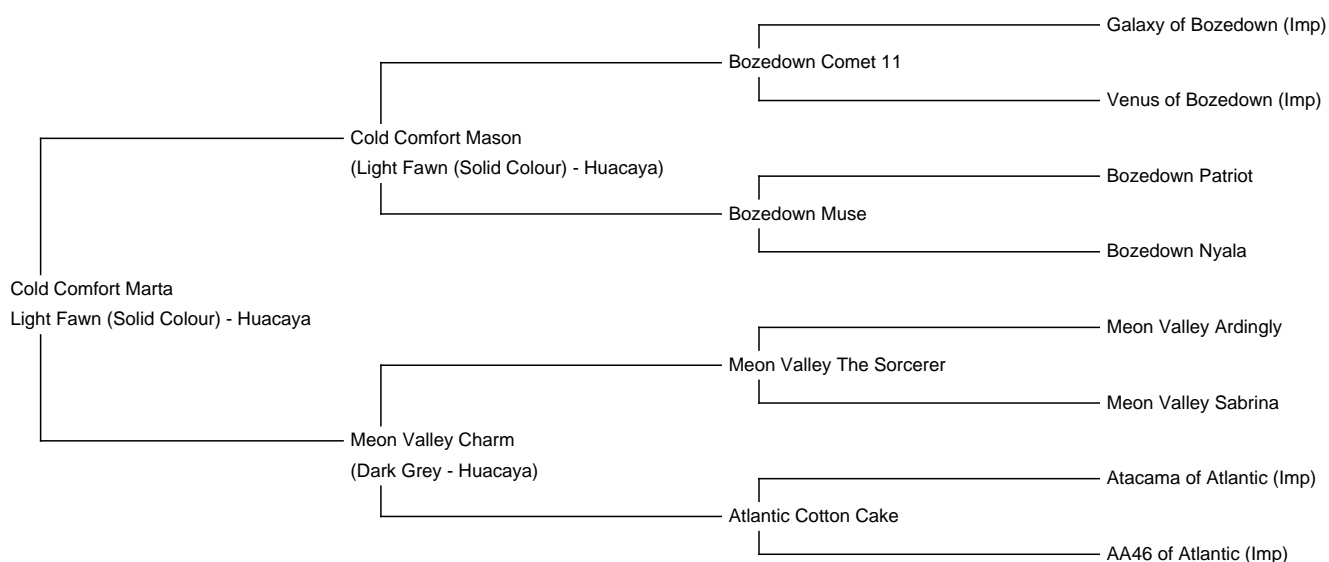 Galaxy of Bozedown (Imp)
Bozedown Comet 11
Venus of Bozedown (Imp)
Cold Comfort Mason
(Light Fawn (Solid Colour) - Huacaya)
Bozedown Patriot
Bozedown Muse
Bozedown Nyala
Cold Comfort Marta
Light Fawn (Solid Colour) - Huacaya
Meon Valley Ardingly
Meon Valley The Sorcerer
Meon Valley Sabrina
Meon Valley Charm
(Dark Grey - Huacaya)
Atacama of Atlantic (Imp)
Atlantic Cotton Cake
AA46 of Atlantic (Imp)